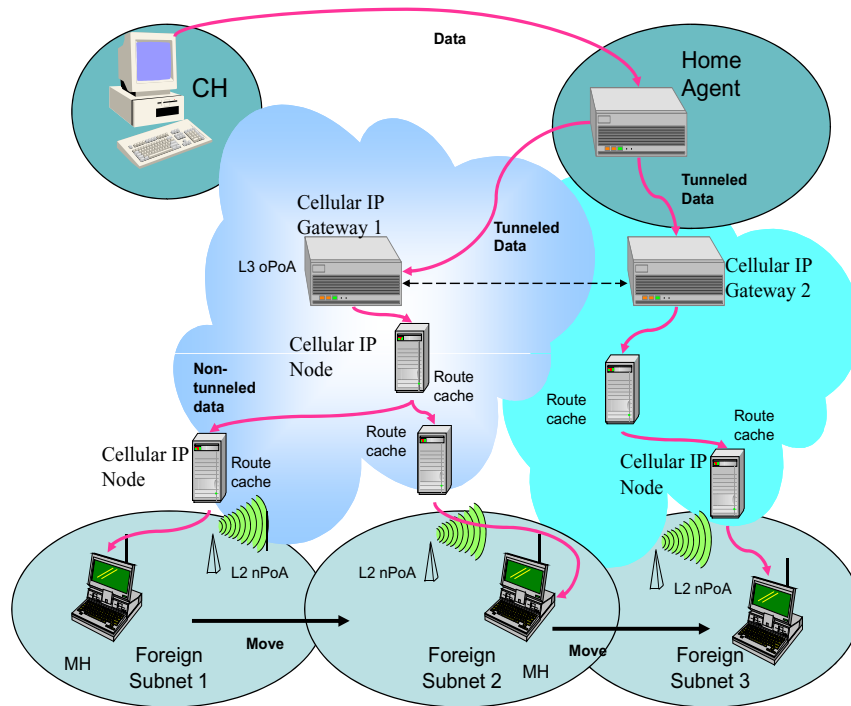 Data
CH
Home
Agent
Tunneled
Data
Cellular IP
Gateway 1
Tunneled
Data
L3 oPoA
Cellular IP
Gateway 2
Cellular IP
Node
Route
cache
Non-
tunneled
data
Route
cache
Route
cache
Route
cache
Cellular IP
Node
Route
cache
Cellular IP
Node
L2 nPoA
L2 nPoA
L2 nPoA
Move
Move
MH
Foreign
Subnet 1
Foreign
Subnet 2
MH
Foreign
Subnet 3